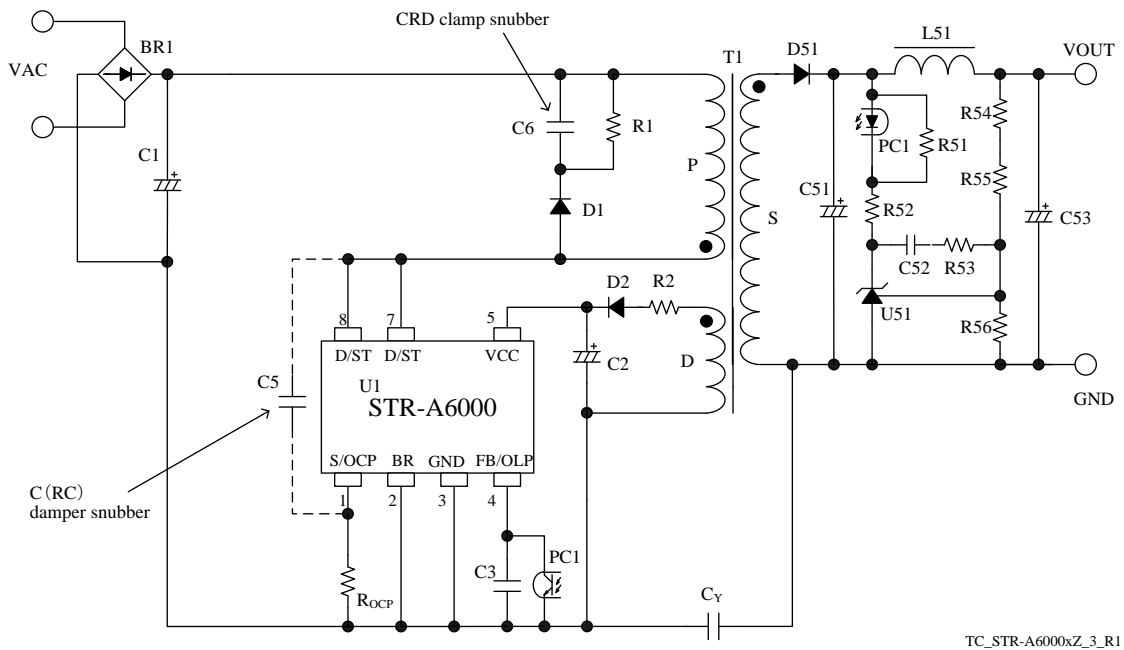 CRD clamp snubber
VAC
BR1
T1
D51
L51
VOUT
C1
C6
R1
P
S
PC1
R51
R54
R55
C51
R52
C53
D1
C52
R53
D2
R2
U51
R56
8
7
5
D/ST
D/ST
VCC
C2
D
GND
C5
U1
STR-A6000
S/OCP
BR
GND
FB/OLP
1
2
3
4
C(RC)
damper snubber
C3
PC1
ROCP
CY
TC_STR-A6000xZ_3_R1